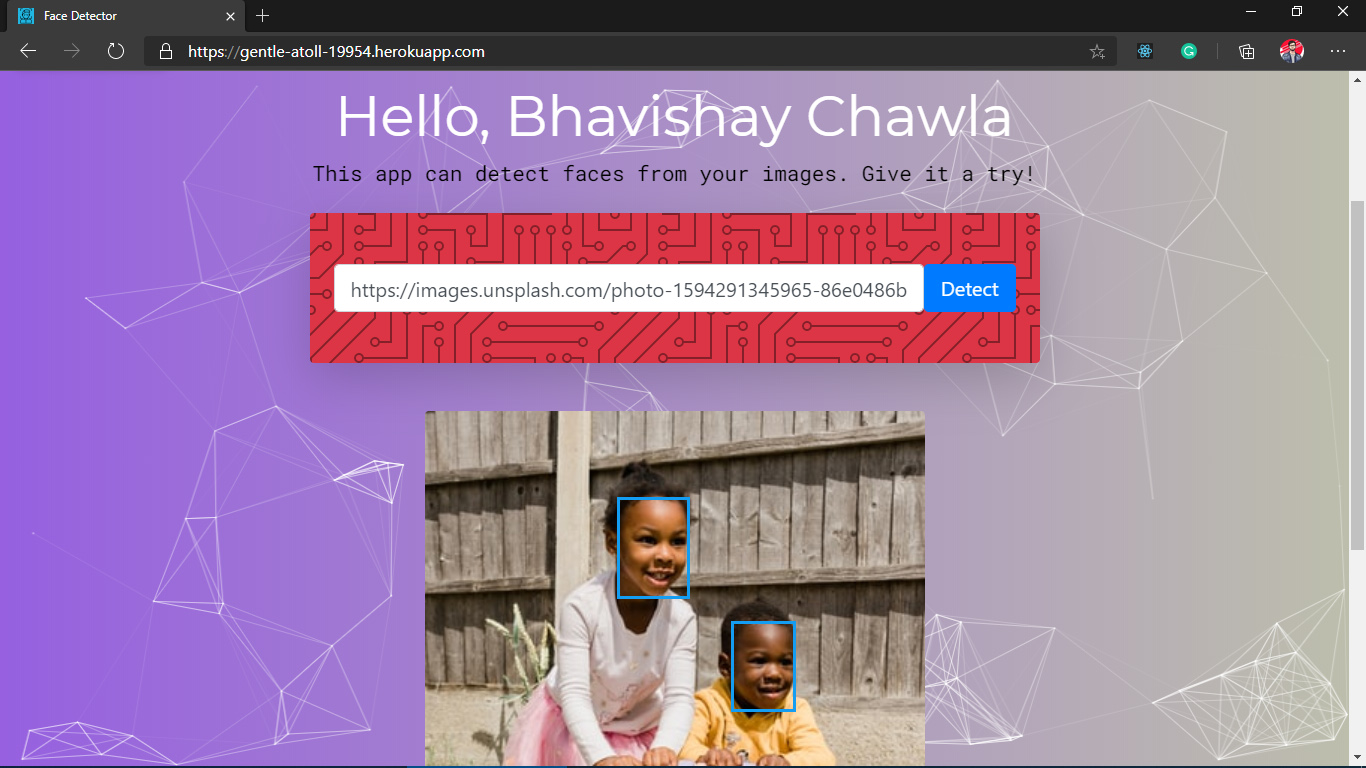 Face Detector
https://gentle-atoll-19954.herokuapp.com
Hello, Bhavishay Chawla
This app can detect faces from your images. Give it a try!
https://images.unsplash.com/photo-1594291345965-86e0486b
Detect